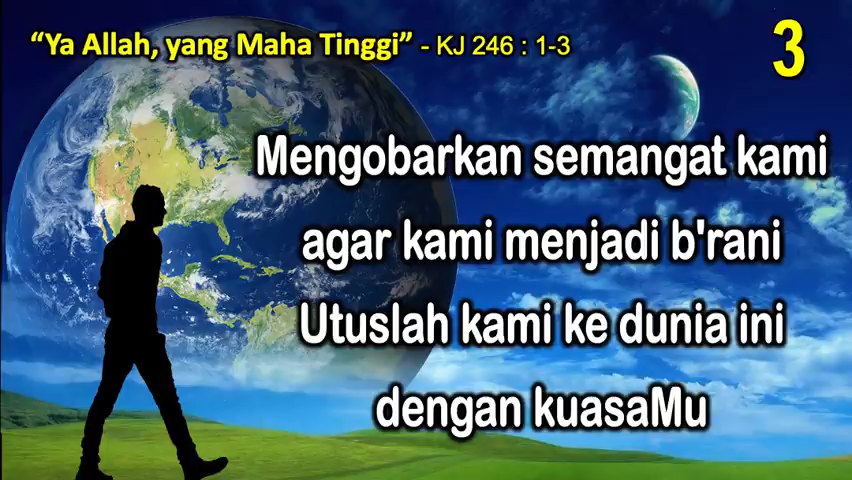 “Ya Allah, yang Maha Tinggi” - KJ 246 : 1-3
3
Mengobarkan semangat kami
agar kami menjadi b'rani
Utuslah kami ke dunia ini
dengan kuasaMu